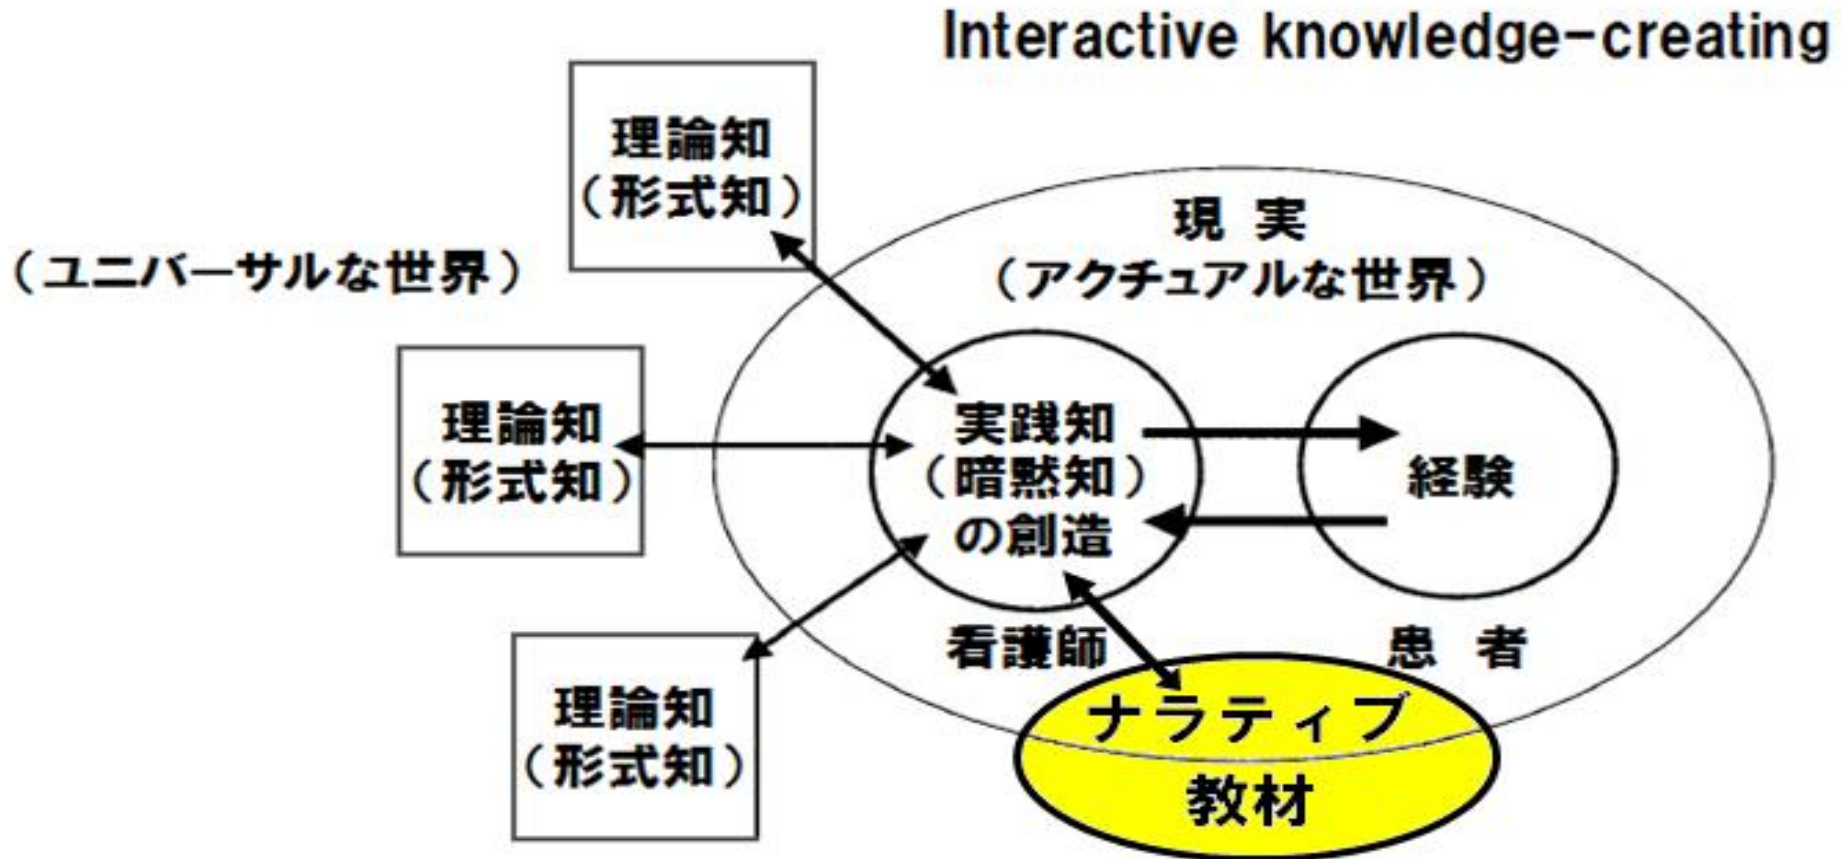 Interactive knowledge-creating
理論知
（形式知）
（ユニバーサルな世界）
現 実
（アクチュアルな世界）
理論知
（形式知）
実践知
（暗黙知）
の創造
経験
看護師
患 者
理論知
（形式知）
ナラティブ
教材